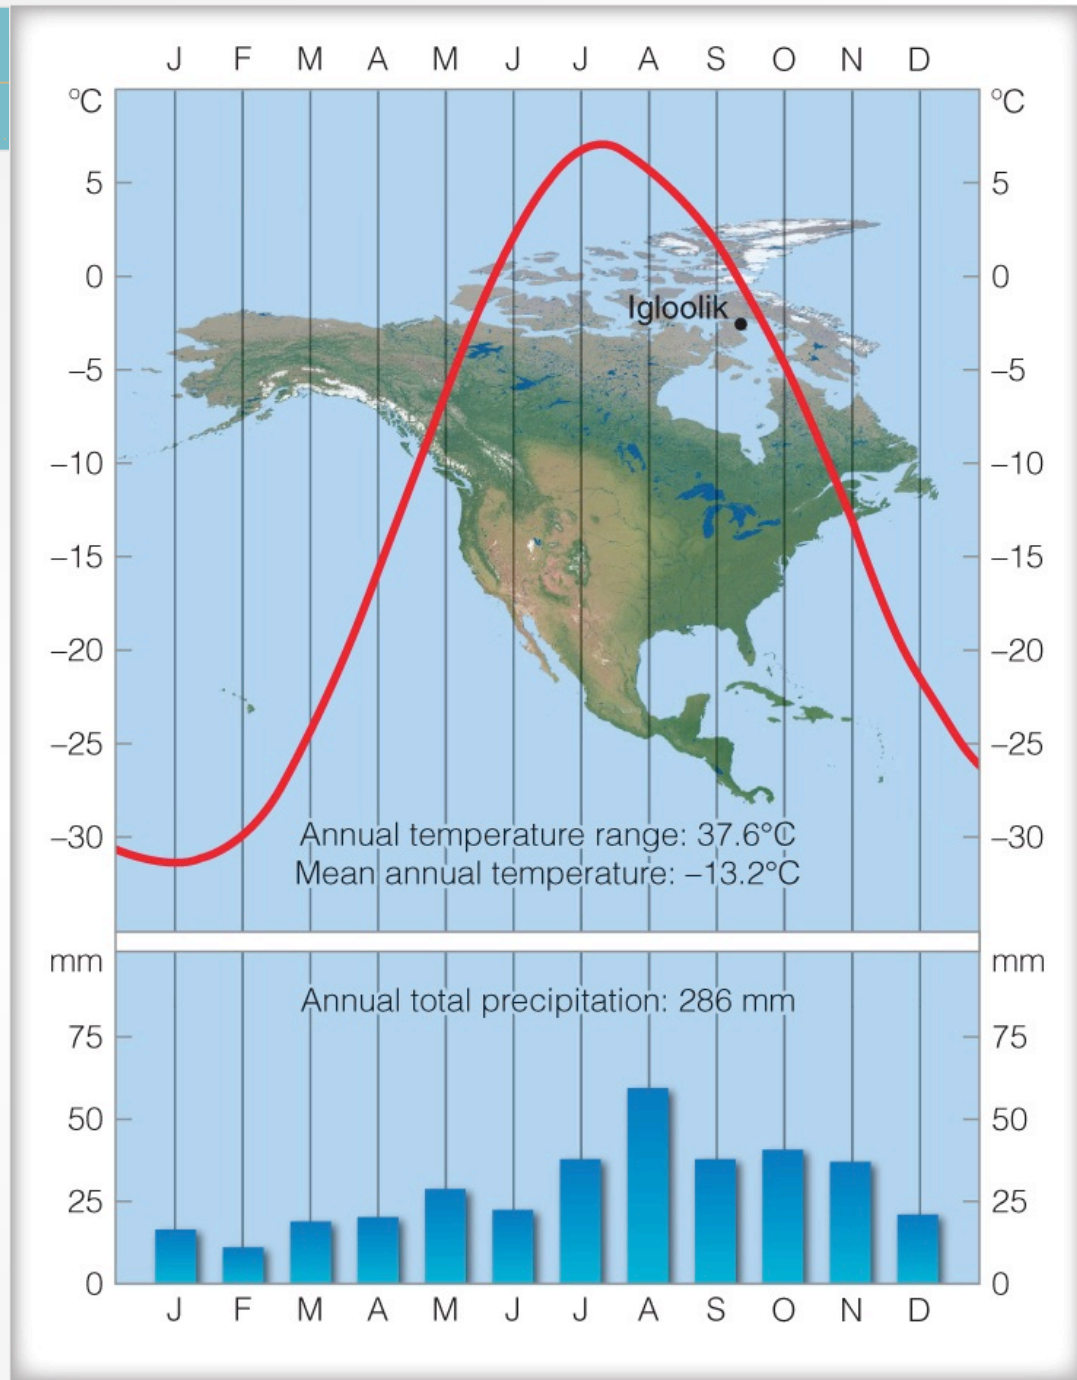 J F M A M J J A S O N D
°C °C
5 5
0 0
Igloolik
–5 –5
–10 –10
–15 –15
–20 –20
–25 –25
–30 –30
Annual temperature range: 37.6°C
Mean annual temperature: –13.2°C
mm mm
Annual total precipitation: 286 mm
75 75
50 50
25 25
0 0
J F M A M J J A S O N D